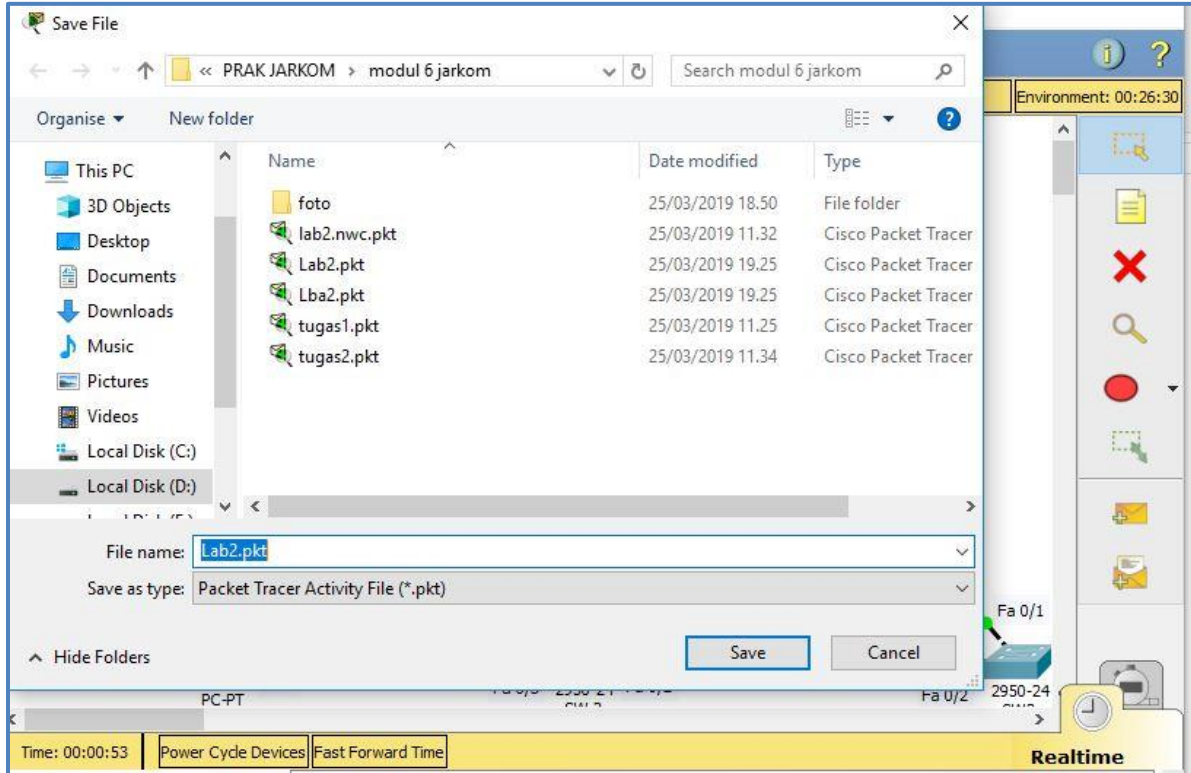 Save File
« PRAK JARKOM > modul 6 jarkom
Search modul 6 jarkom
Organise
New folder
Environment: 00:26:30
Name Date modified Type
This PC
3D Objects
Desktop
Documents
Downloads
Music
Pictures
Videos
Local Disk (C:)
Local Disk (D:)
foto 25/03/2019 18.50 File folder
lab2.nwc.pkt 25/03/2019 11.32 Cisco Packet Tracer
Lab2.pkt 25/03/2019 19.25 Cisco Packet Tracer
Lba2.pkt 25/03/2019 19.25 Cisco Packet Tracer
tugas1.pkt 25/03/2019 11.25 Cisco Packet Tracer
tugas2.pkt 25/03/2019 11.34 Cisco Packet Tracer
File name: Lab2.pkt
Save as type: Packet Tracer Activity File (*.pkt)
Hide Folders
Save
Cancel
Fa 0/1
PC-PT
Fa 0/2
2950-24
Time: 00:00:53
Power Cycle Devices
Fast Forward Time
Realtime